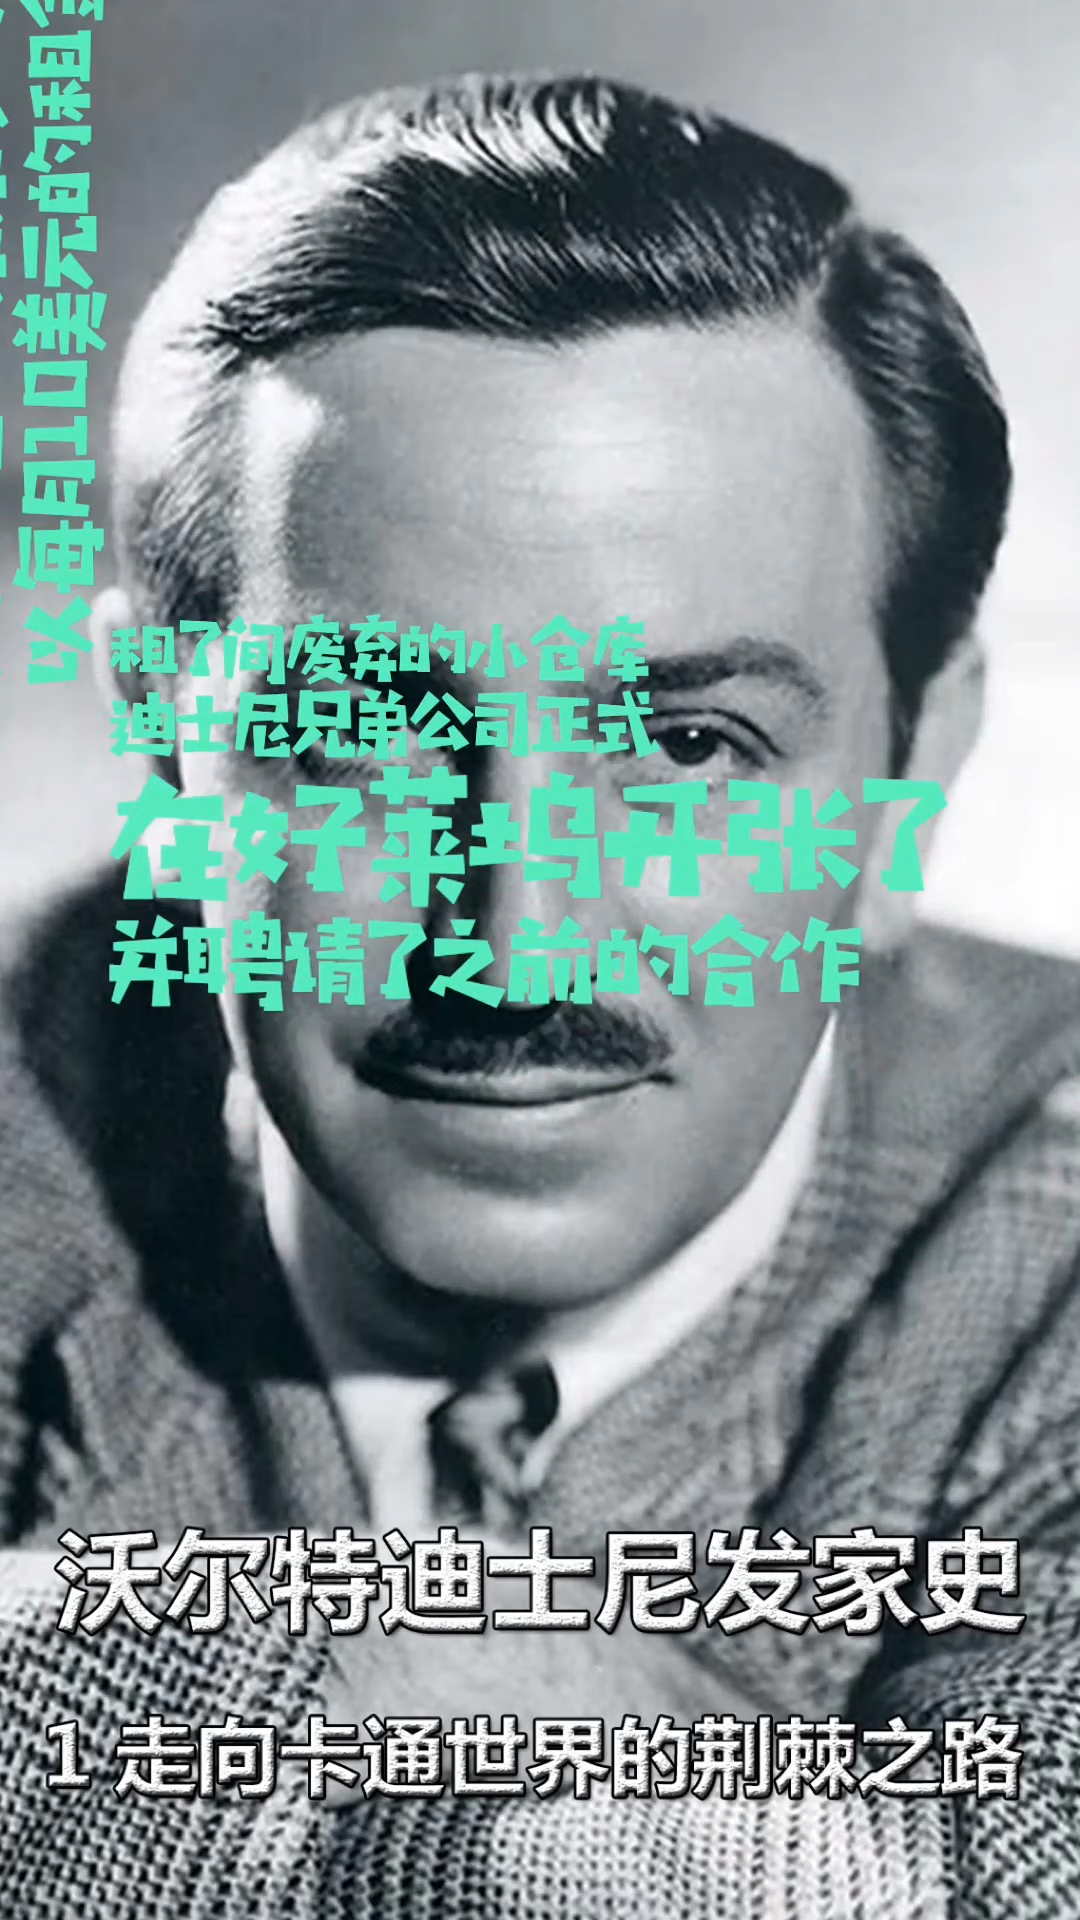 以每月10美元的租金
租了间废弃的小仓库
迪士尼兄弟公司正式
在好莱坞开张了
并聘请了之前的合作
沃尔特迪士尼发家史
1 走向卡通世界的荆棘之路